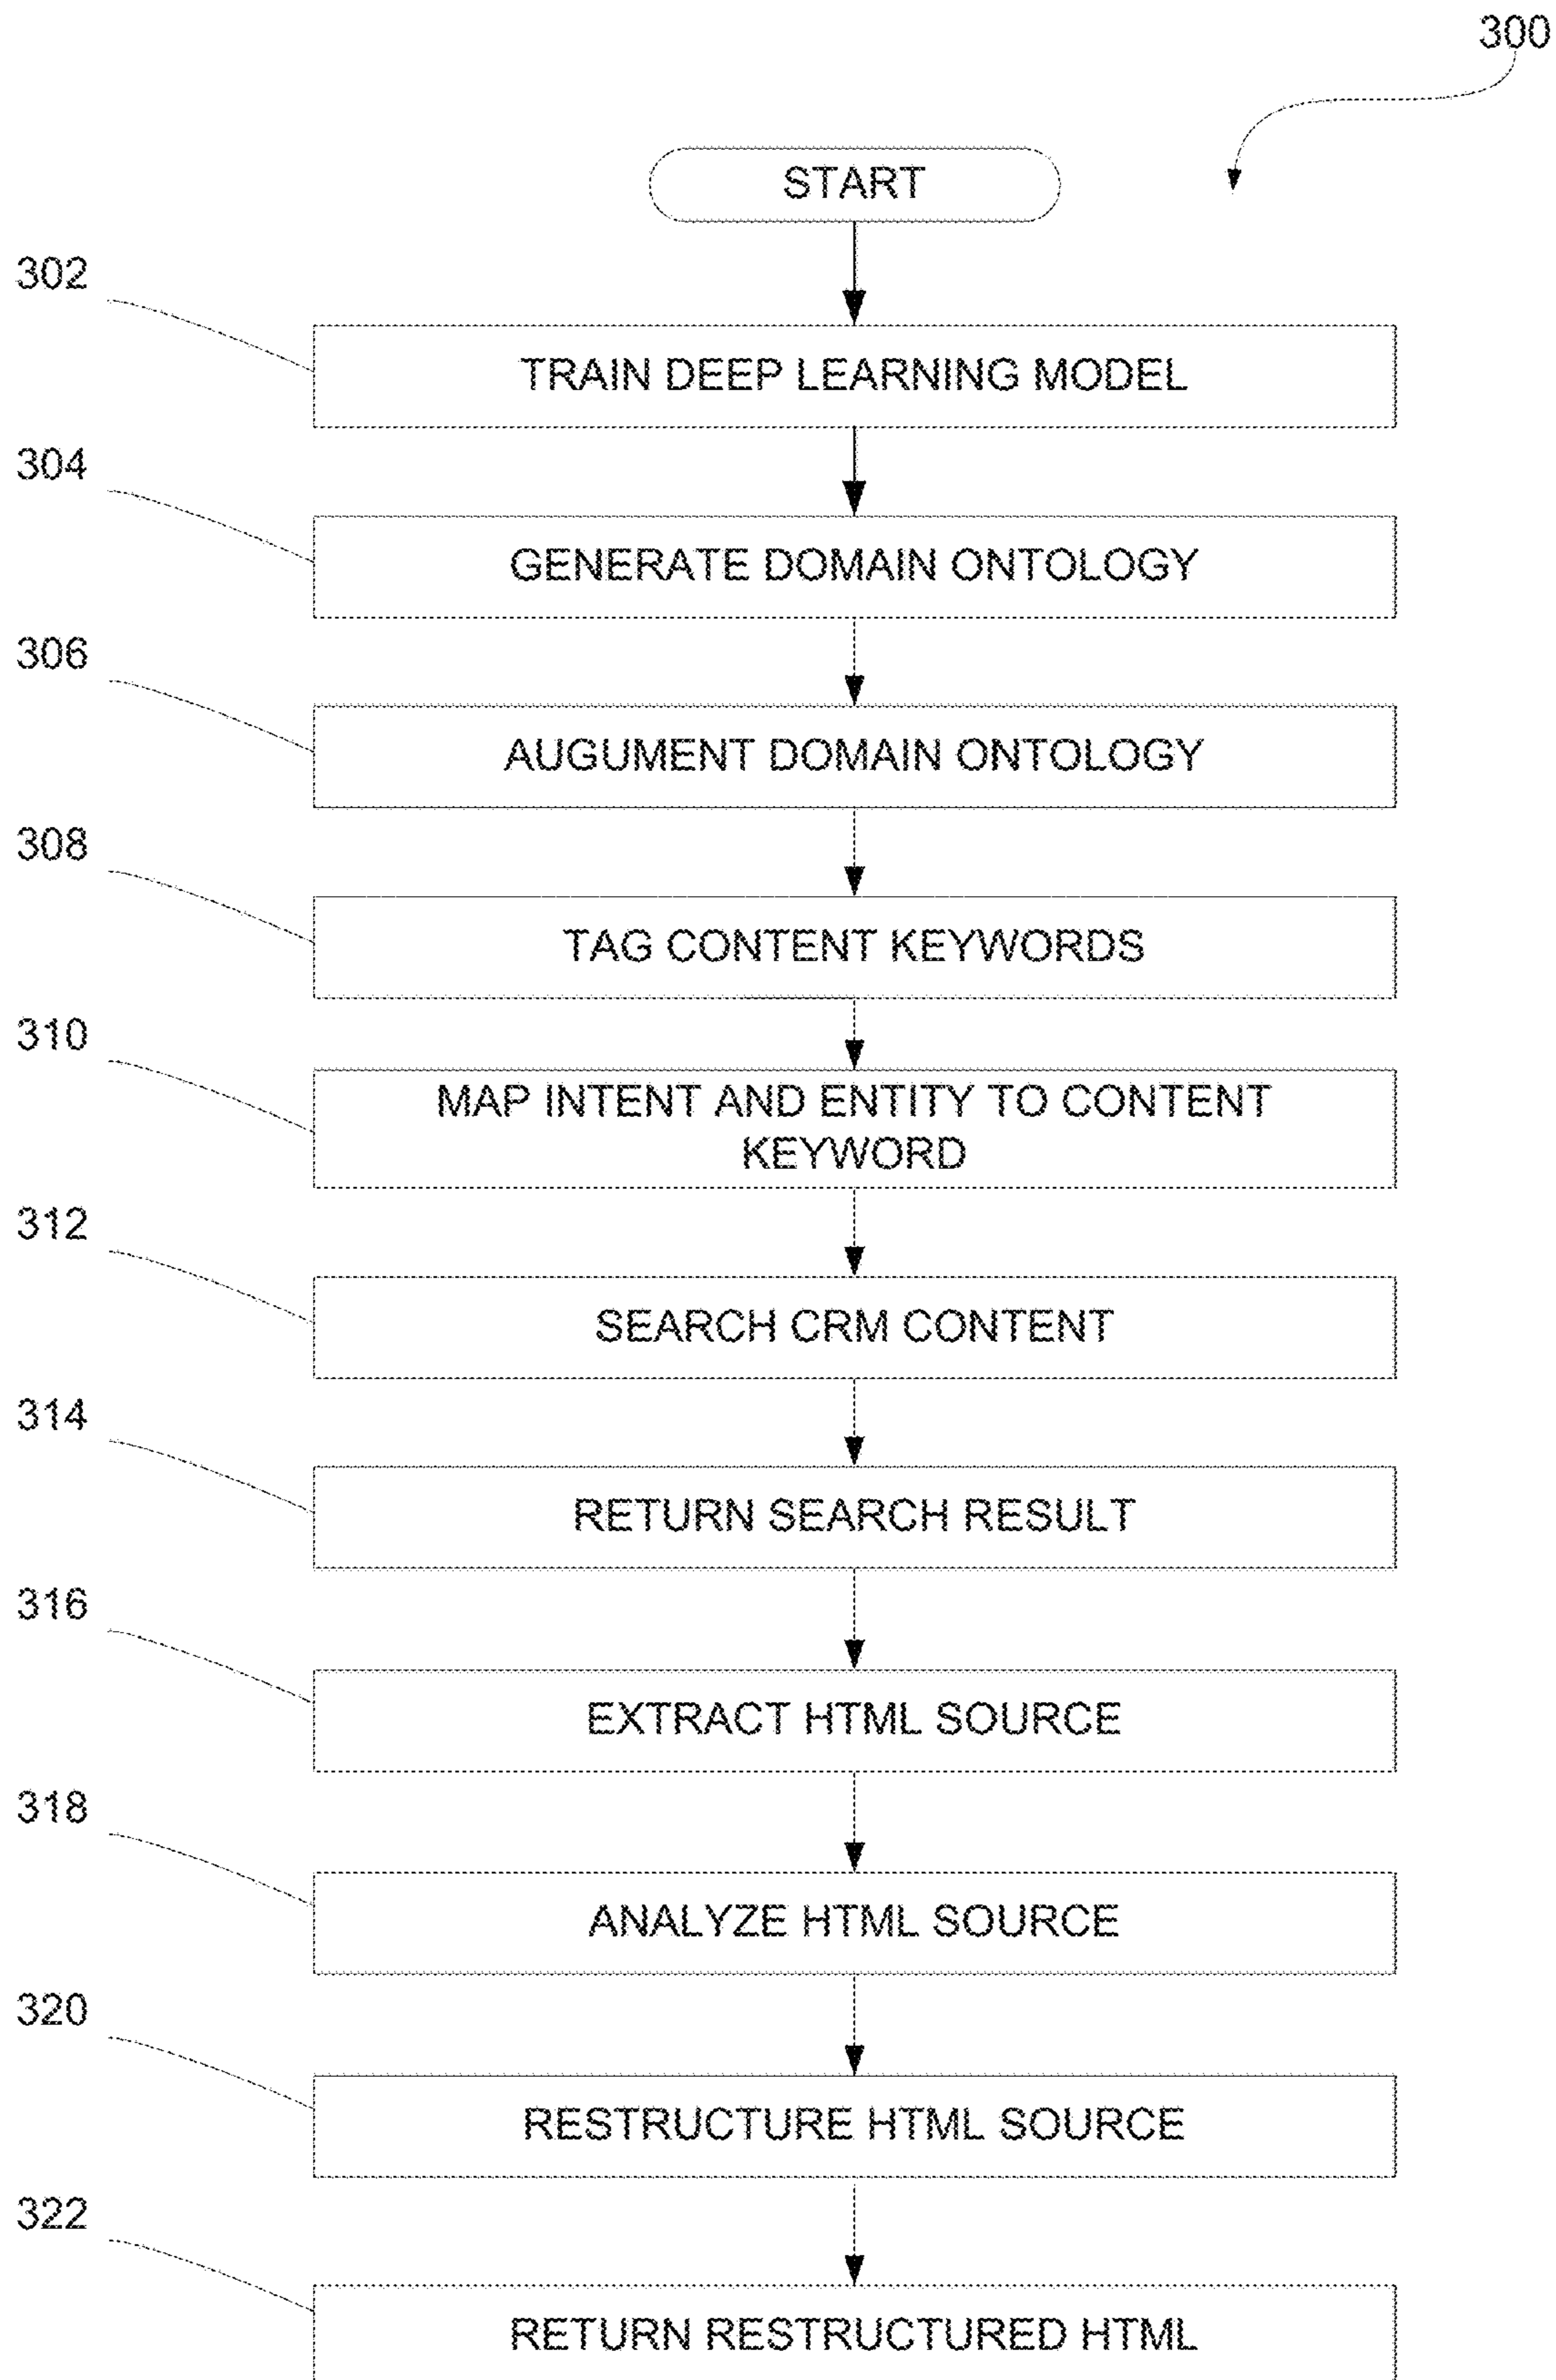 300
START
302
TRAIN DEEP LEARNING MODEL
304
GENERATE DOMAIN ONTOLOGY
306
AUGUMENT DOMAIN ONTOLOGY
308
TAG CONTENT KEYWORDS
310
MAP INTENT AND ENTITY TO CONTENT
KEYWORD
312
SEARCH CRM CONTENT
314
RETURN SEARCH RESULT
316
EXTRACT HTML SOURCE
318
ANALYZE HTML SOURCE
320
RESTRUCTURE HTML SOURCE
322
RETURN RESTRUCTURED HTML